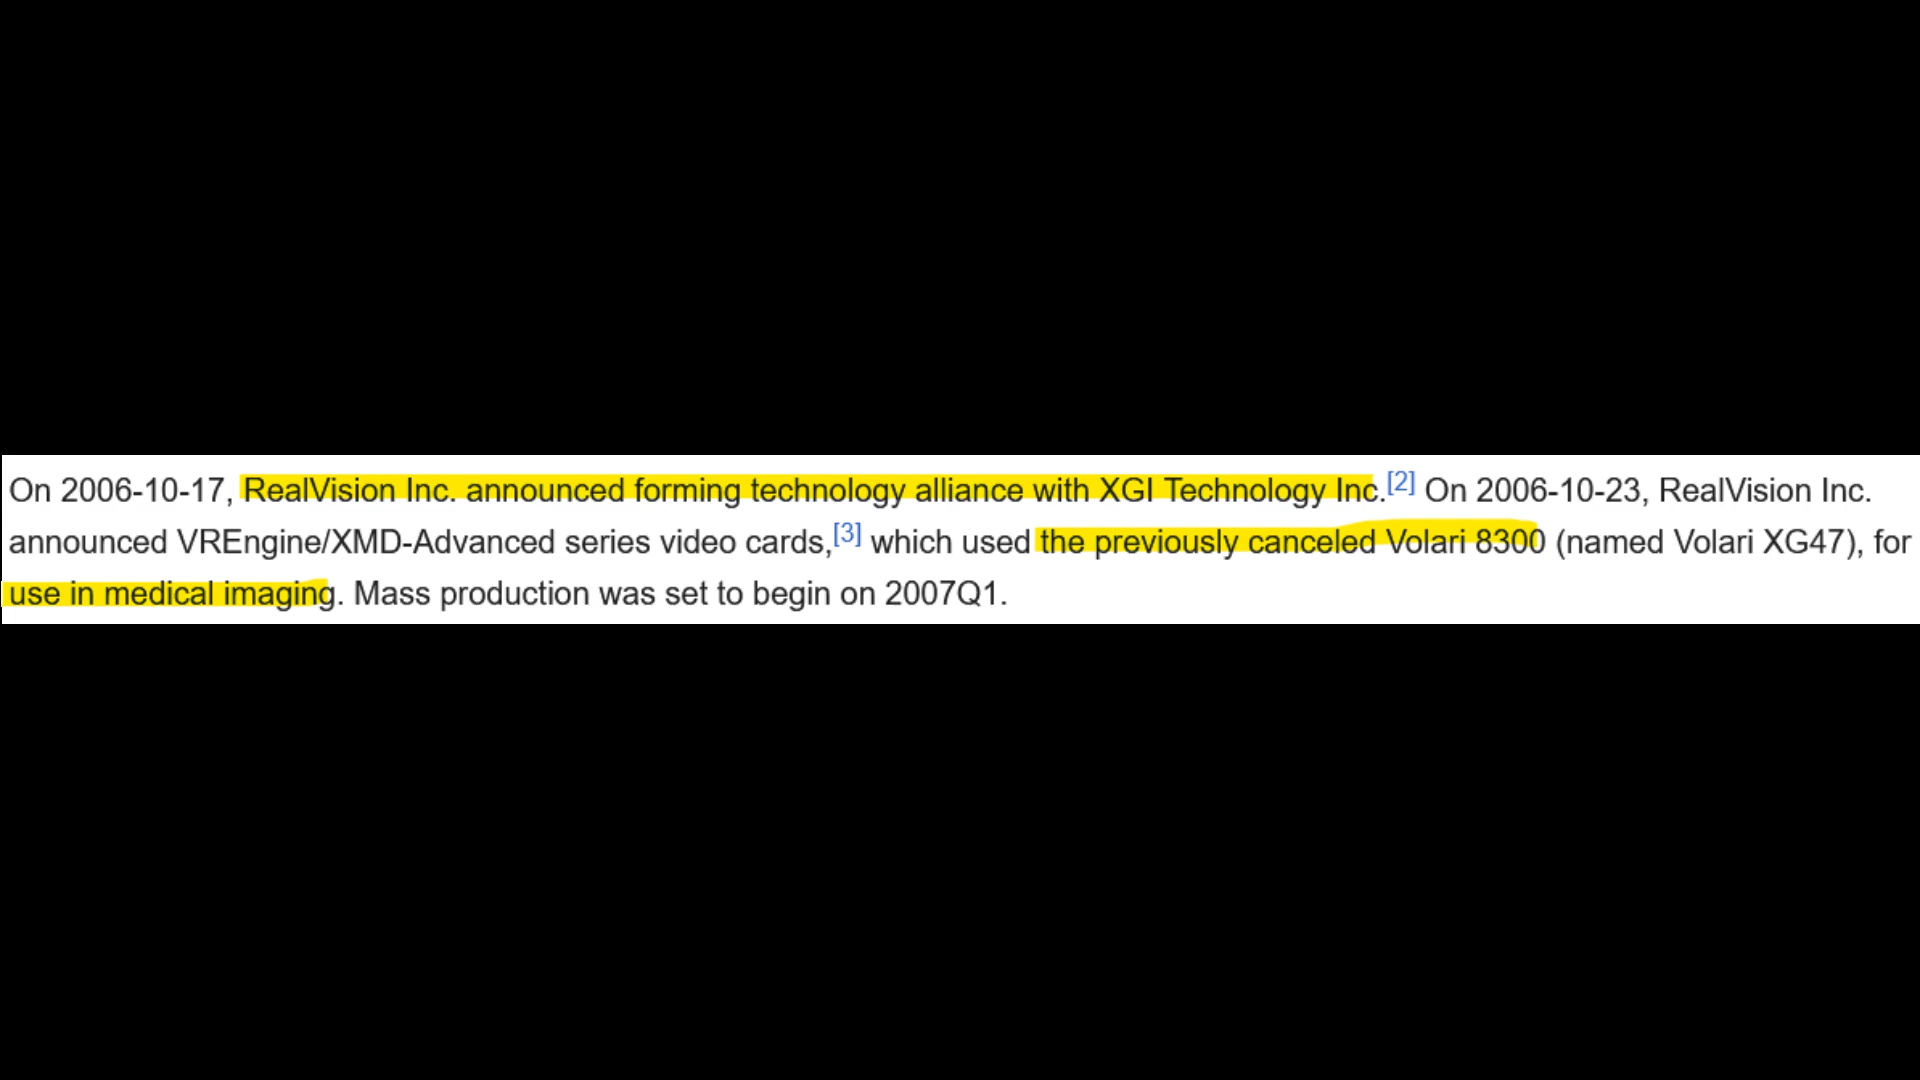 On 2006-10-17, RealVision Inc. announced forming technology alliance with XGI Technology Inc.[2] On 2006-10-23, RealVision Inc.
announced VREngine/XMD-Advanced series video cards,[3] which used the previously canceled Volari 8300 (named Volari XG47), for
use in medical imaging. Mass production was set to begin on 2007Q1.